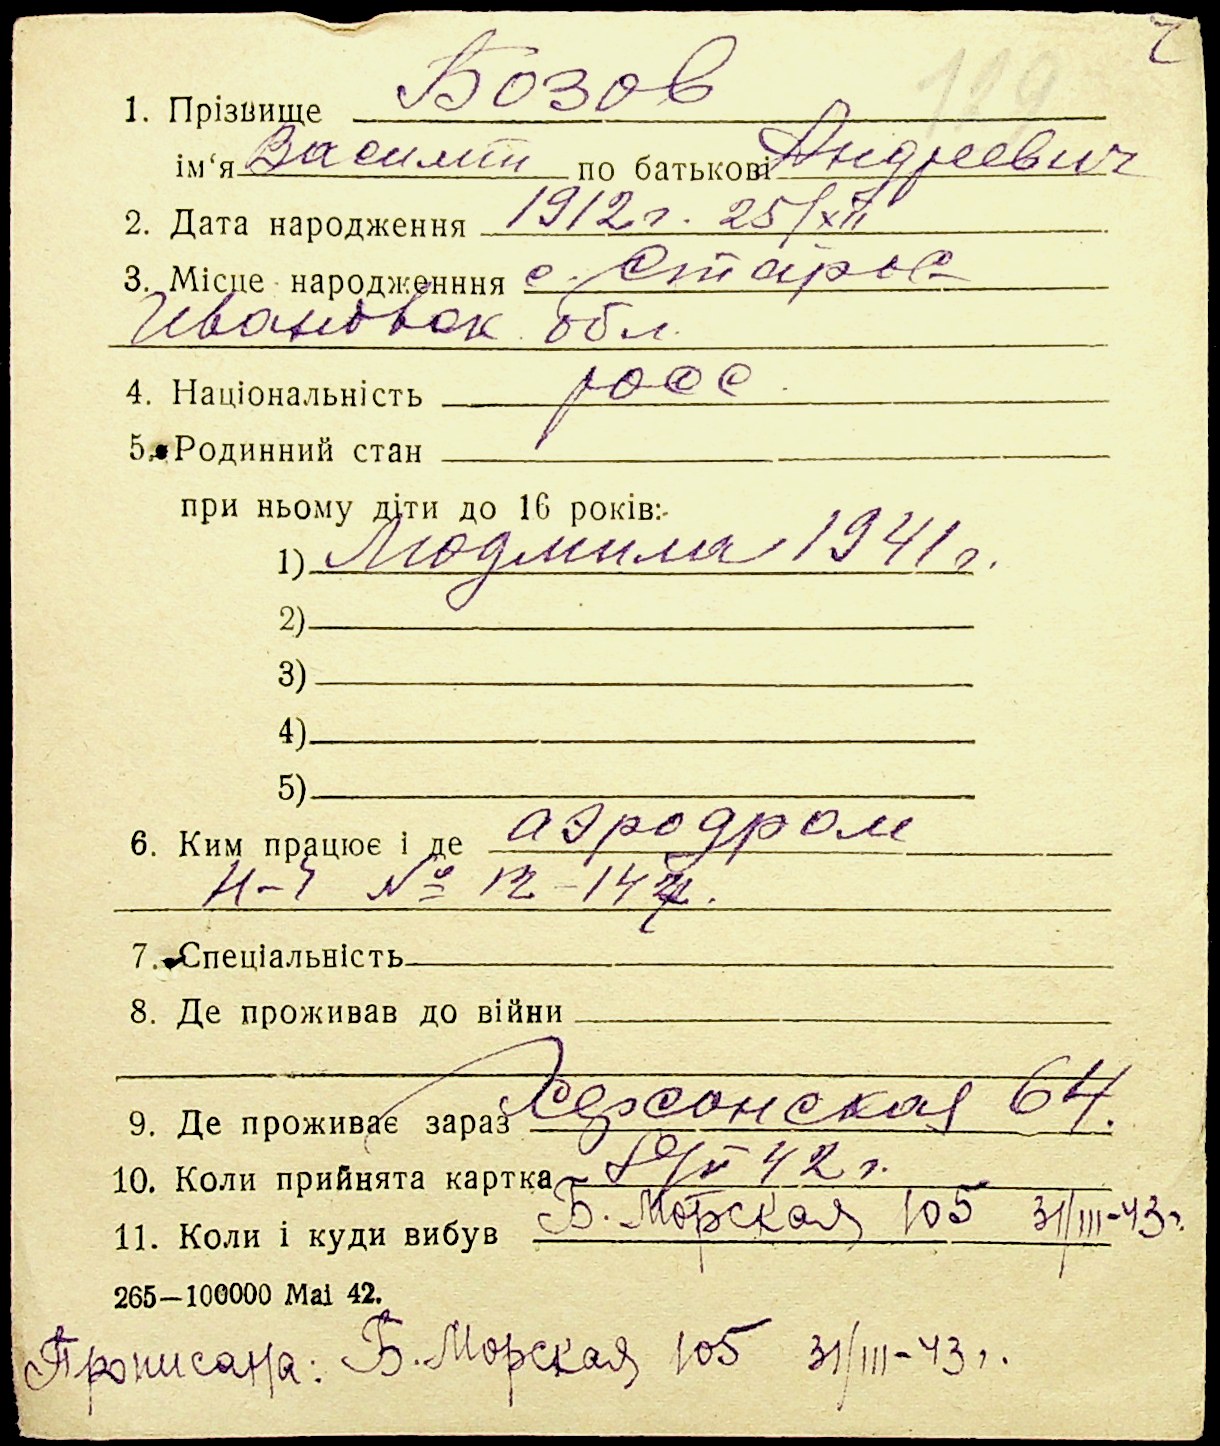 1. Прізвище Бозов
ім‘я Василий по батькові Андреевич
2. Дата народження 1912 г. 25/XII
3. Місце народженння с. Старое
Ивановск обл.
4. Національність росс
5. Родинний стан
при ньому діти до 16 років:
1) Людмила 1941 г.
2)
3)
4)
5)
6. Ким працює і де аэродром
№ 12-14
7. Спеціальність
8. Де проживав до війни
9. Де проживає зараз Херсонская 64.
10. Коли прийнята картка 42 г.
11. Коли і куди вибув Б. Морская 105 31/III-43 г.
265—100000 Mai 42.
Прописана: Б. Морская 105 31/III-43 г.